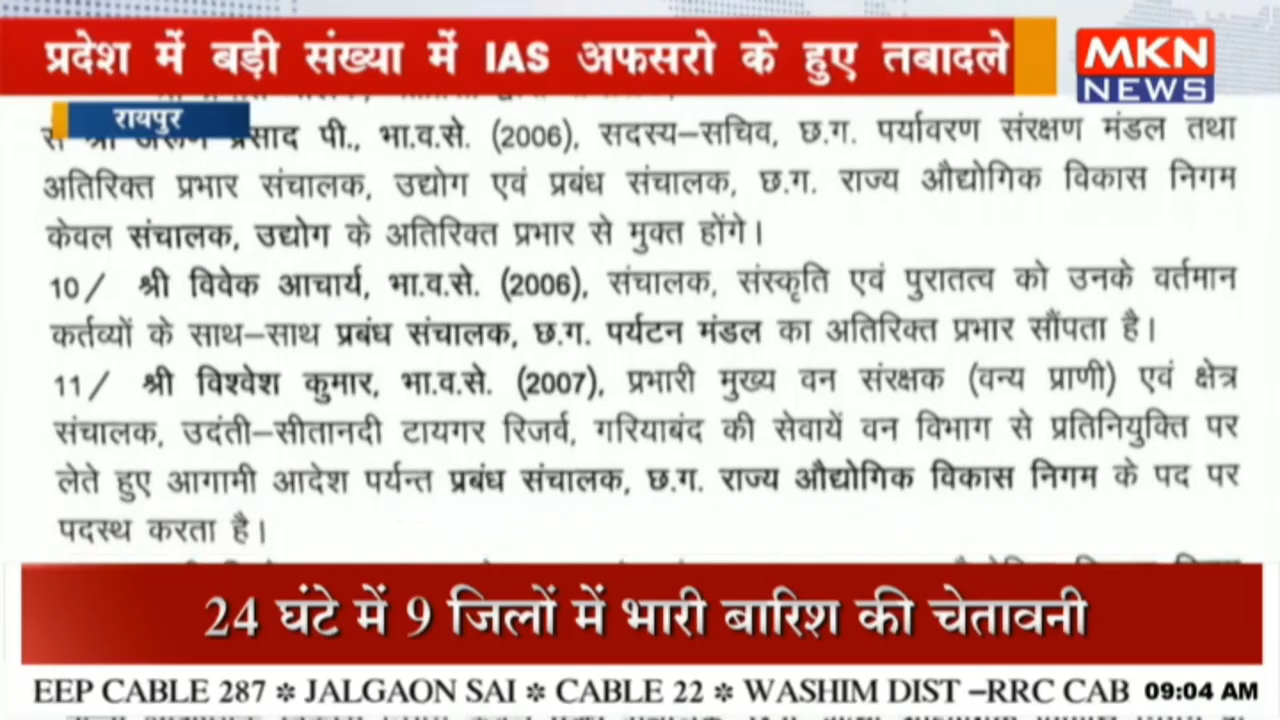 प्रदेश में बड़ी संख्या में IAS अफसरो के हुए तबादले
MKN
NEWS
रायपुर
प्रसाद पी., भा.व.से. (2006), सदस्य–सचिव, छ.ग. पर्यावरण संरक्षण मंडल तथा
अतिरिक्त प्रभार संचालक, उद्योग एवं प्रबंध संचालक, छ.ग. राज्य औद्योगिक विकास निगम
केवल संचालक, उद्योग के अतिरिक्त प्रभार से मुक्त होंगे।
10/ श्री विवेक आचार्य, भा.व.से. (2006), संचालक, संस्कृति एवं पुरातत्व को उनके वर्तमान
कर्तव्यों के साथ–साथ प्रबंध संचालक, छ.ग. पर्यटन मंडल का अतिरिक्त प्रभार सौंपता है।
11/ श्री विश्वेश कुमार, भा.व.से. (2007), प्रभारी मुख्य वन संरक्षक (वन्य प्राणी) एवं क्षेत्र
संचालक, उदंती–सीतानदी टायगर रिजर्व, गरियाबंद की सेवायें वन विभाग से प्रतिनियुक्ति पर
लेते हुए आगामी आदेश पर्यन्त प्रबंध संचालक, छ.ग. राज्य औद्योगिक विकास निगम के पद पर
पदस्थ करता है।
24 घंटे में 9 जिलों में भारी बारिश की चेतावनी
EEP CABLE 287 ✲ JALGAON SAI ✲ CABLE 22 ✲ WASHIM DIST –RRC CAB 09:04 AM